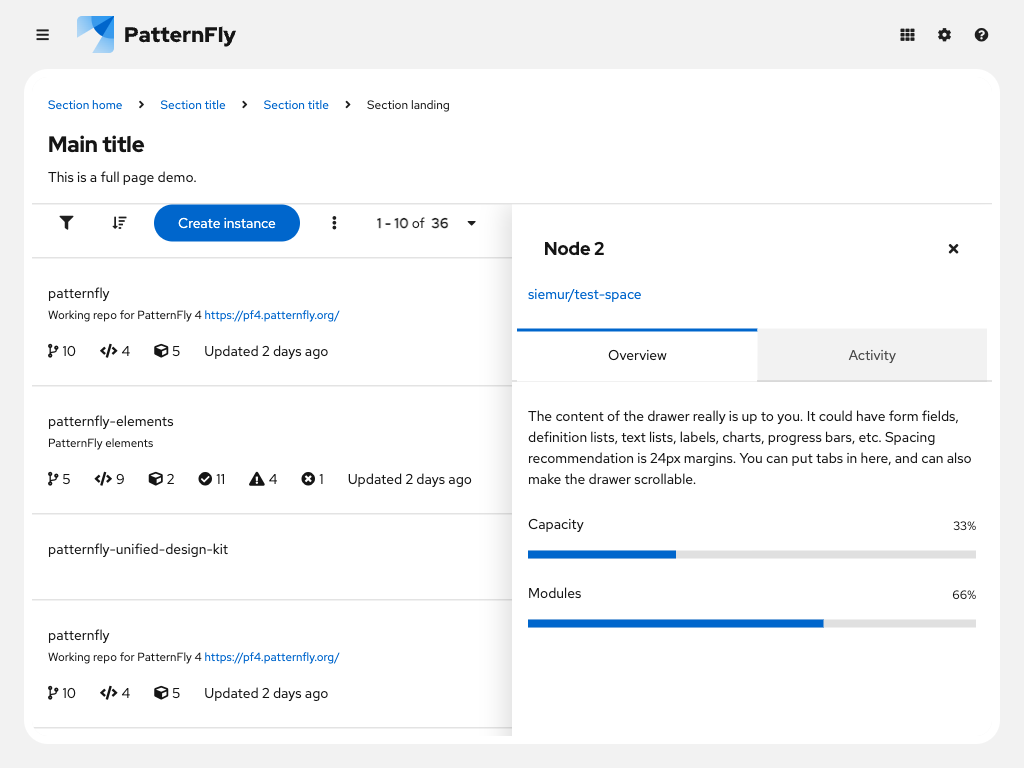 PatternFly
Section home
Section title
Section title
Section landing
Main title
This is a full page demo.
Create instance
1 - 10 of 36
patternfly
Working repo for PatternFly 4 https://pf4.patternfly.org/
10 4 5 Updated 2 days ago
patternfly-elements
PatternFly elements
5 9 2 11 4 1 Updated 2 days ago
patternfly-unified-design-kit
patternfly
Working repo for PatternFly 4 https://pf4.patternfly.org/
10 4 5 Updated 2 days ago
Node 2
siemur/test-space
Overview
Activity
The content of the drawer really is up to you. It could have form fields,
definition lists, text lists, labels, charts, progress bars, etc. Spacing
recommendation is 24px margins. You can put tabs in here, and can also
make the drawer scrollable.
Capacity
33%
Modules
66%